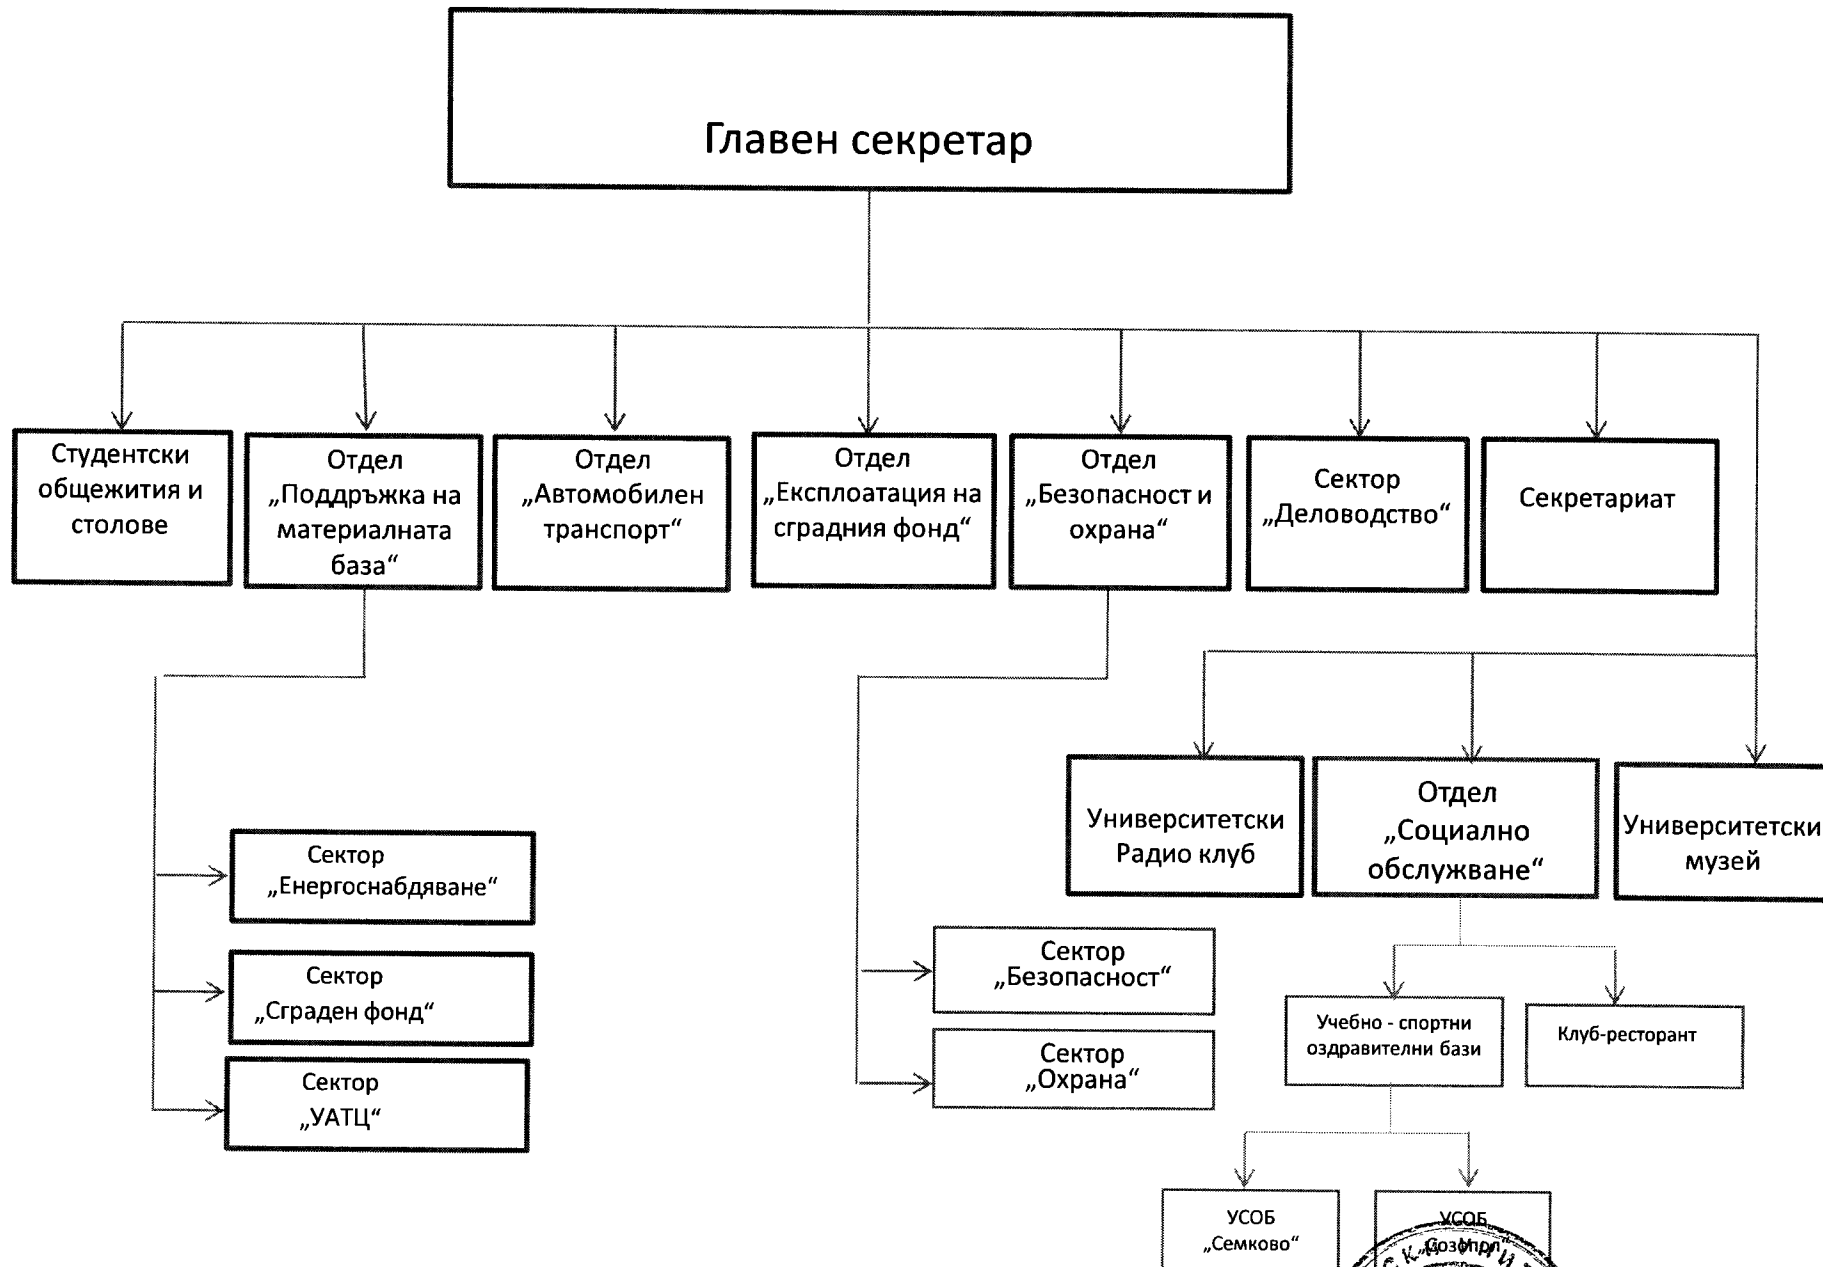 Главен секретар
Студентски
общежития и
столове
Отдел
„Поддръжка на
материалната
база“
Отдел
„Автомобилен
транспорт“
Отдел
„Експлоатация на
сградния фонд“
Отдел
„Безопасност и
охрана“
Сектор
„Деловодство“
Секретариат
Университетски
Радио клуб
Отдел
„Социално
обслужване“
Университетски
музей
Сектор
„Енергоснабдяване“
Сектор
„Сграден фонд“
Сектор
„УАТЦ“
Сектор
„Безопасност“
Сектор
„Охрана“
Учебно - спортни
оздравителни бази
Клуб-ресторант
УСОБ
„Семково“
УСОБ
„Созопол“